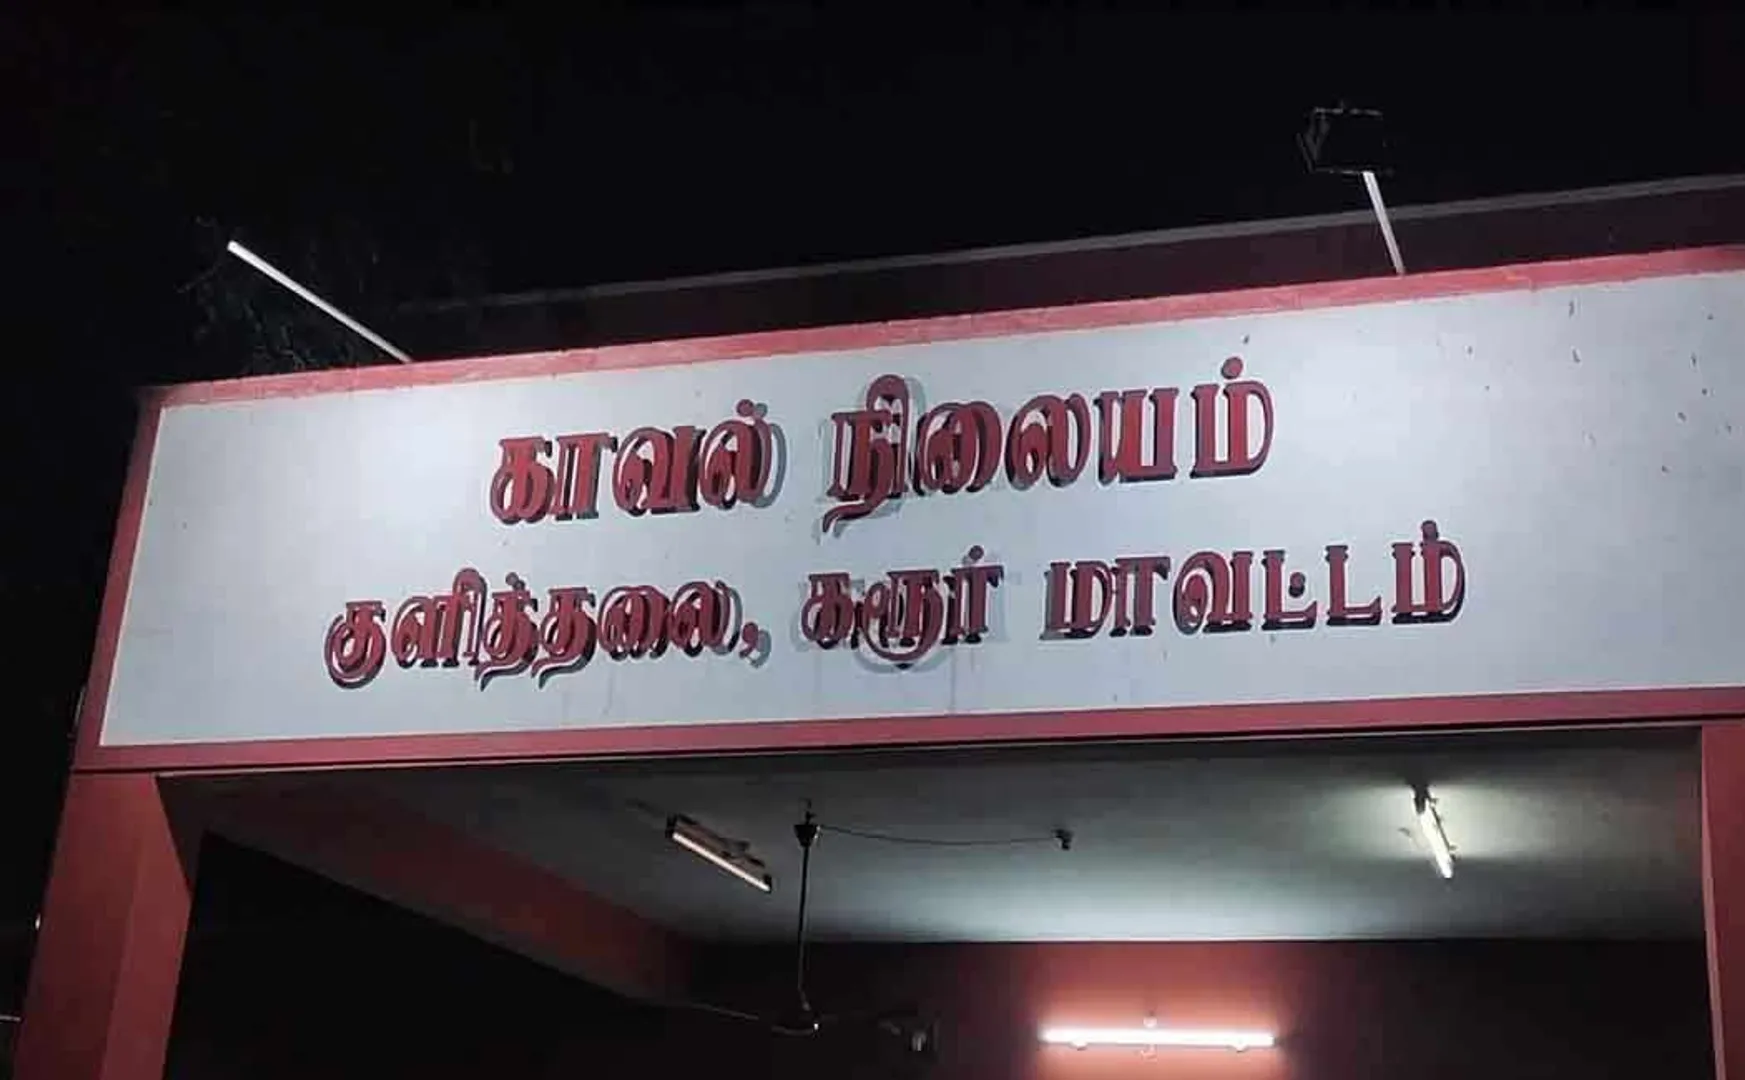 காவல் நிலையம்
குளித்தலை, கரூர் மாவட்டம்